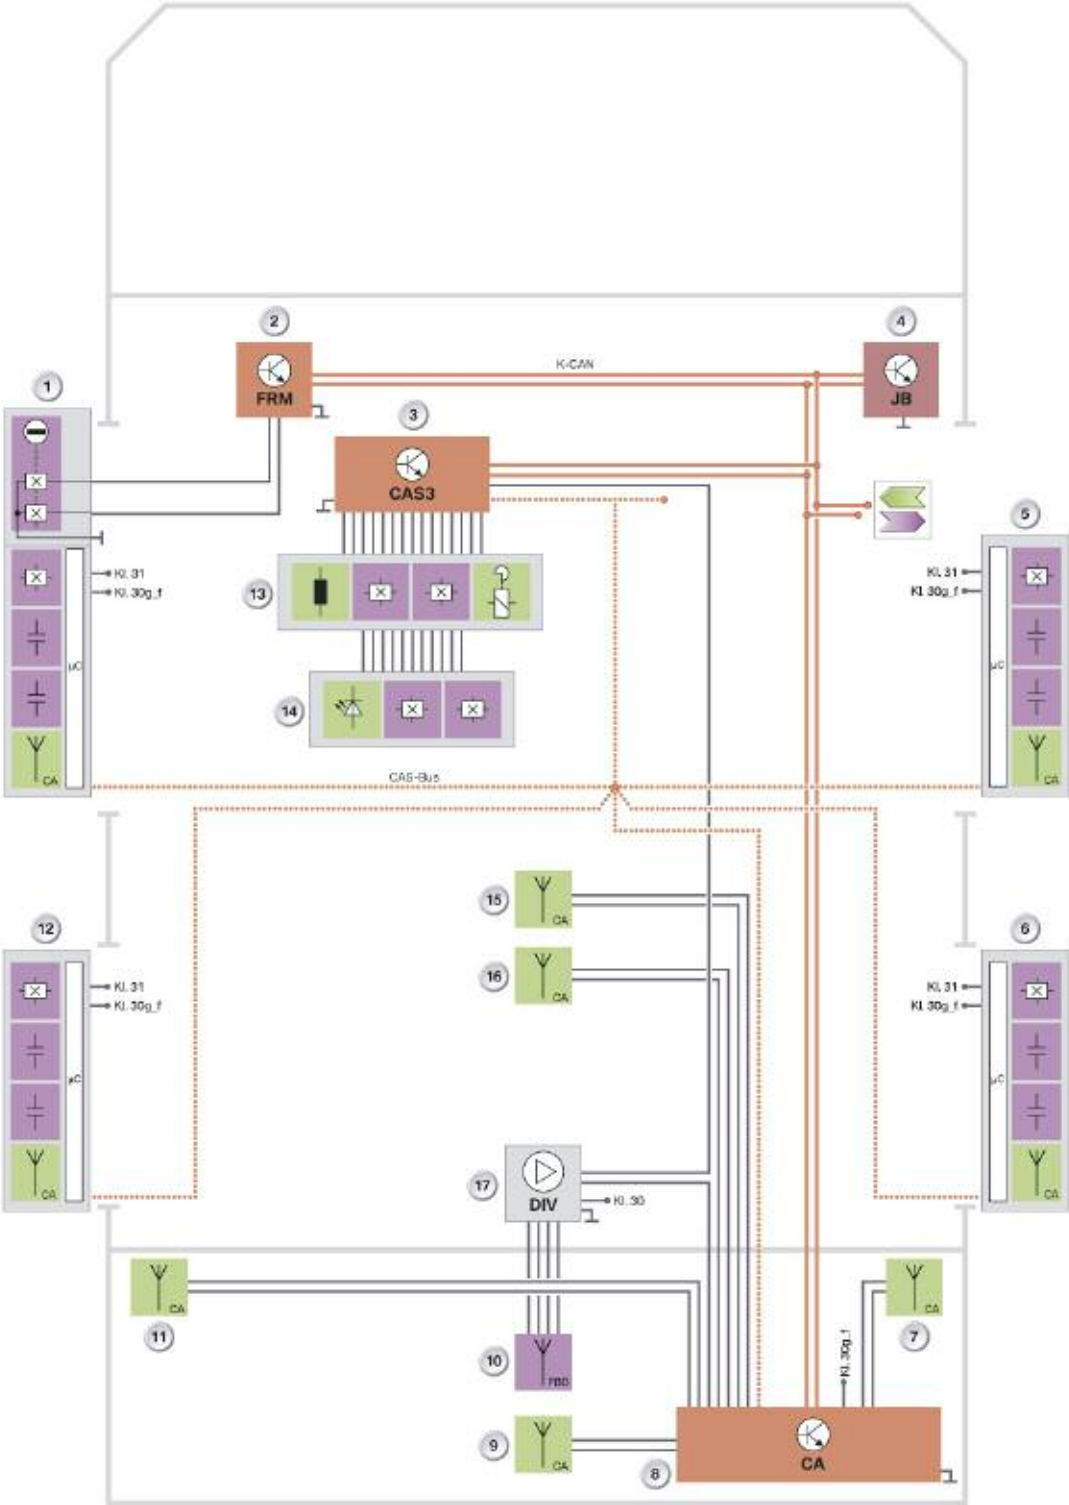 2
4
K-CAN
1
FRM
JB
3
CAS3
5
Kl. 31
Kl. 30g_f
Kl. 31
Kl. 30g_f
13
µC
µC
14
CA
CA
CAS-Bus
15
CA
12
6
16
CA
Kl. 31
Kl. 30g_f
Kl. 31
Kl. 30g_f
µC
µC
17
CA
CA
DIV
Kl. 30
CA
CA
11
7
10
FBD
Kl. 30g_f
9
CA
8
CA